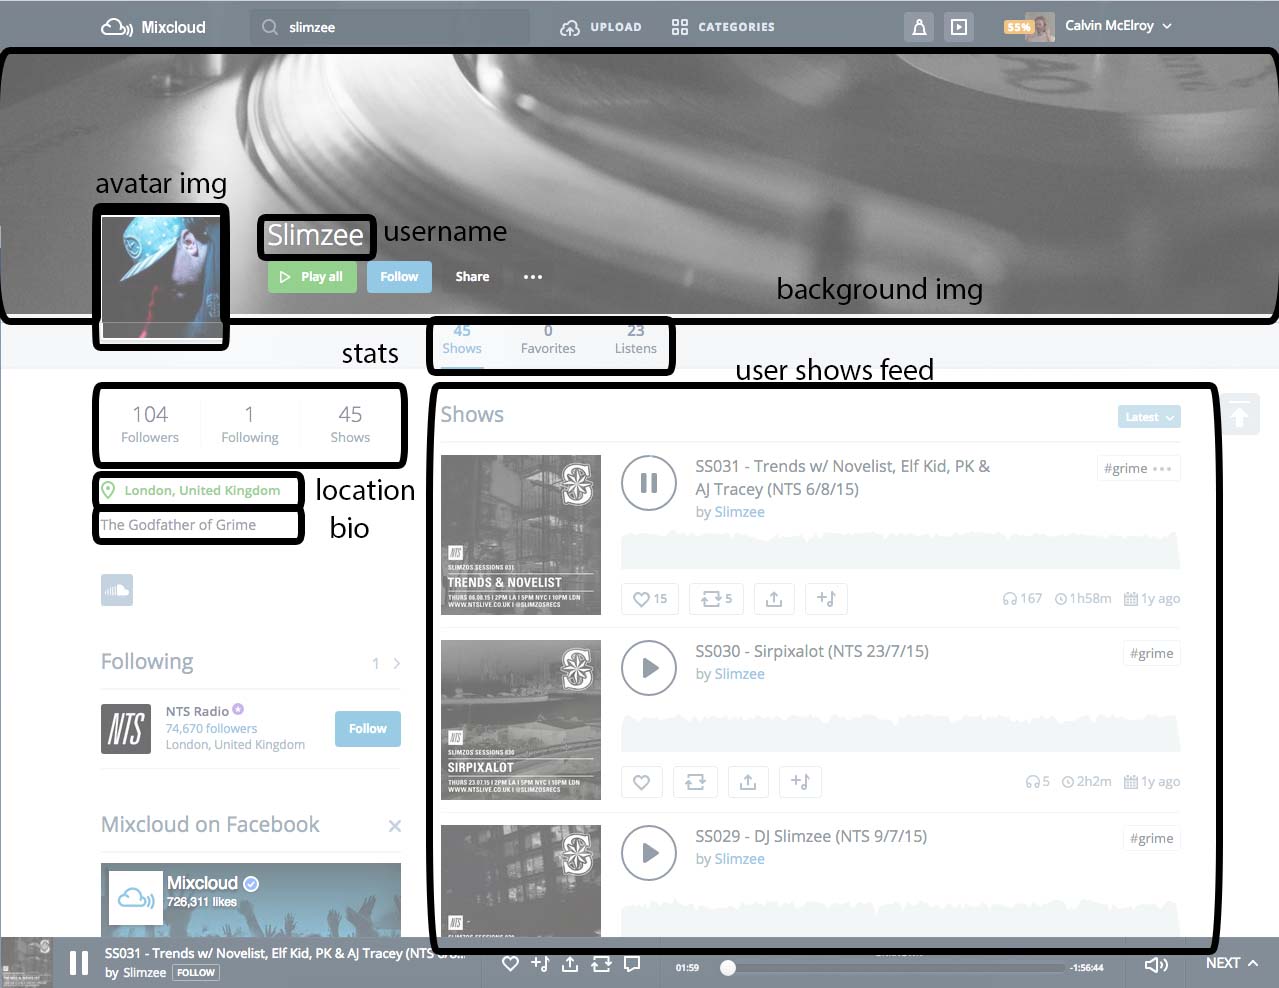 Mixcloud
slimzee
UPLOAD
CATEGORIES
55%
Calvin McElroy
avatar img
Slimzee
username
Play all
Follow
Share
background img
stats
45
Shows
0
Favorites
23
Listens
user shows feed
104
Followers
1
Following
45
Shows
London, United Kingdom
location
The Godfather of Grime
bio
Following
1
NTS
NTS Radio
74,670 followers
London, United Kingdom
Follow
Mixcloud on Facebook
Mixcloud
726,311 likes
Shows
Latest
NTS
SLIMZOS SESSIONS 031
TRENDS & NOVELIST
THURS 06.08.15 | 2PM LA | 5PM NYC | 10PM LDN
WWW.NTSLIVE.CO.UK | @SLIMZOSRECS
SS031 - Trends w/ Novelist, Elf Kid, PK &
AJ Tracey (NTS 6/8/15)
by Slimzee
#grime
15
5
167
1h58m
1y ago
NTS
SLIMZOS SESSIONS 030
SIRPIXALOT
THURS 23.07.15 | 2PM LA | 5PM NYC | 10PM LDN
WWW.NTSLIVE.CO.UK | @SLIMZOSRECS
SS030 - Sirpixalot (NTS 23/7/15)
by Slimzee
#grime
5
2h2m
1y ago
NTS
SS029 - DJ Slimzee (NTS 9/7/15)
by Slimzee
#grime
SS031 - Trends w/ Novelist, Elf Kid, PK & AJ Tracey (NTS
by Slimzee
FOLLOW
01:59
-1:56:44
NEXT